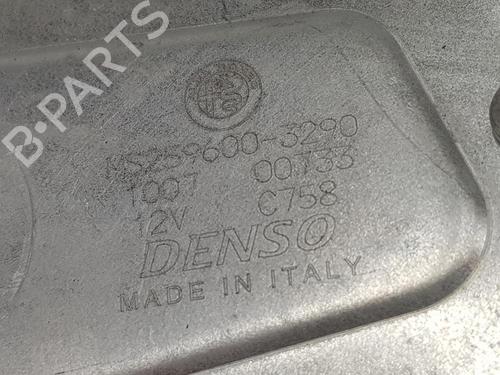 B-PARTS
MS259600-3290
1007 00733
12V C758
DENSO
MADE IN ITALY